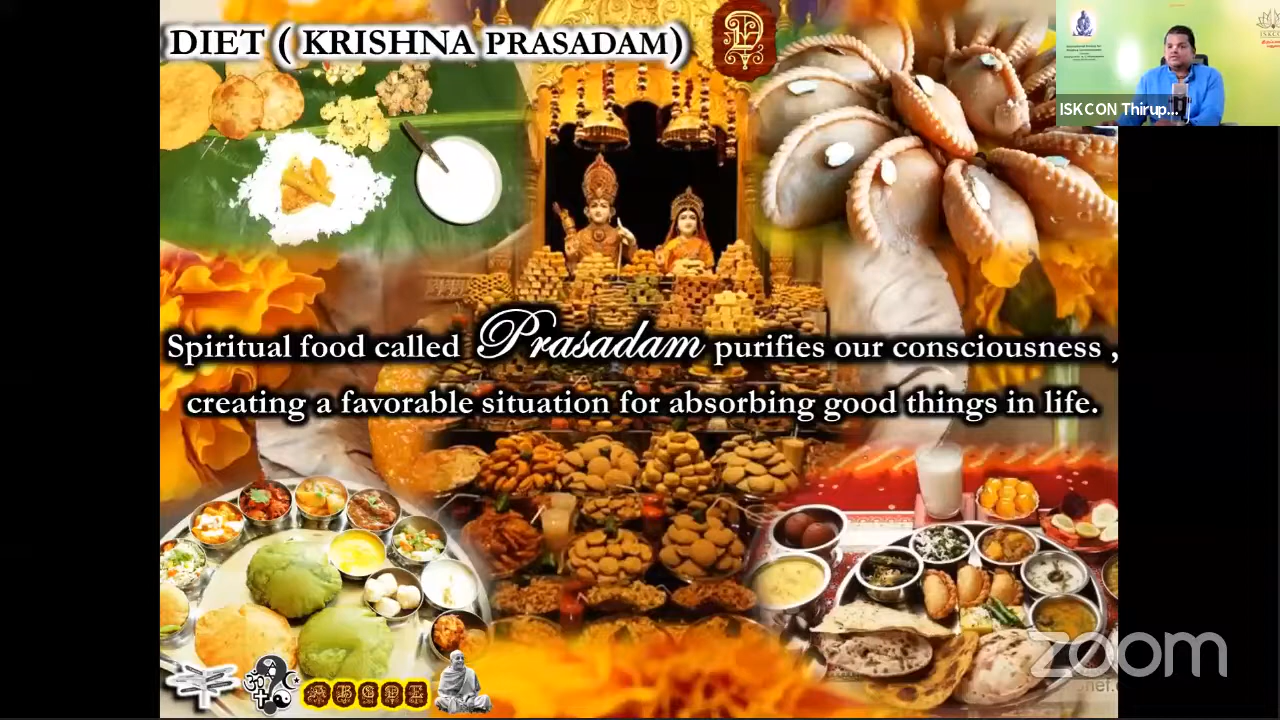 DIET ( KRISHNA PRASADAM)
D
ISKCON Thirup...
Spiritual food called Prasadam purifies our consciousness ,
creating a favorable situation for absorbing good things in life.
A B C D E
zoom